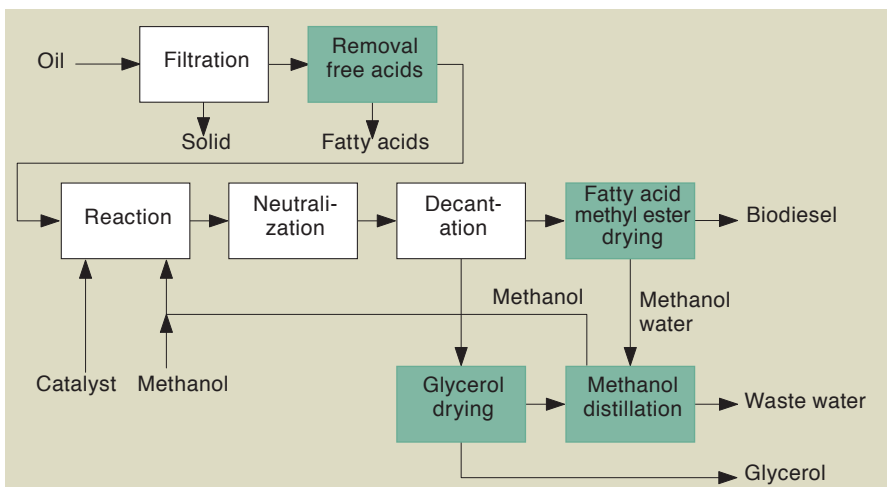 Oil
Filtration
Removal
free acids
Solid
Fatty acids
Reaction
Neutrali-
zation
Decant-
ation
Fatty acid
methyl ester
drying
Biodiesel
Methanol
Methanol
water
Catalyst
Methanol
Glycerol
drying
Methanol
distillation
Waste water
Glycerol